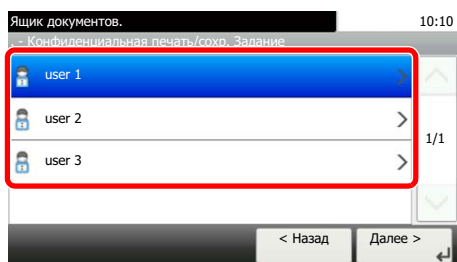 Ящик документов.
10:10
. - Конфиденциальная печать/сохр. Задание
user 1
user 2
user 3
1/1
< Назад
Далее >